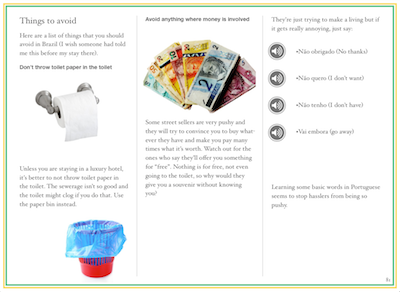 Things to avoid
Here are a list of things that you should
avoid in Brazil (I wish someone had told
me this before my stay there).
Don't throw toilet paper in the toilet
Unless you are staying in a luxury hotel,
it's better to not throw toilet paper in
the toilet. The sewerage isn't so good and
the toilet might clog if you do that. Use
the paper bin instead.
Avoid anything where money is involved
Some street sellers are very pushy and
they will try to convince you to buy what-
ever they have and make you pay many
times what it's worth. Watch out for the
ones who say they'll offer you something
for "free". Nothing is for free, not even
going to the toilet, so why would they
give you a souvenir without knowing
you?
They're just trying to make a living but if
it gets really annoying, just say:
•Não obrigado (No thanks)
•Não quero (I don't want)
•Não tenho (I don't have)
•Vai embora (go away)
Learning some basic words in Portuguese
seems to stop hasslers from being so
pushy.